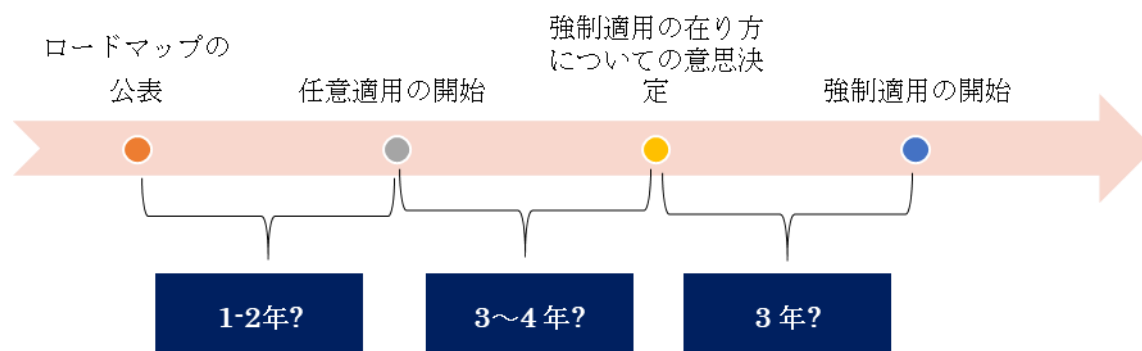 ロードマップの
公表
任意適用の開始
強制適用の在り方
についての意思決
定
強制適用の開始
1-2年?
3～4 年?
3 年?